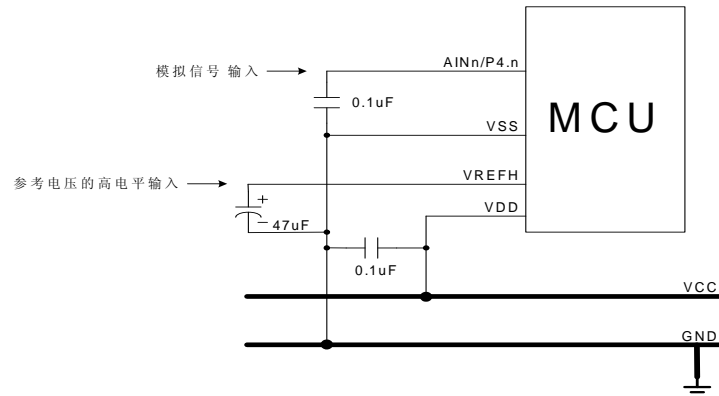 AINn/P4.n
模拟信号 输入
0.1uF
MCU
VSS
VREFH
参考电压的高电平输入
+
VDD
−
47uF
0.1uF
VCC
GND